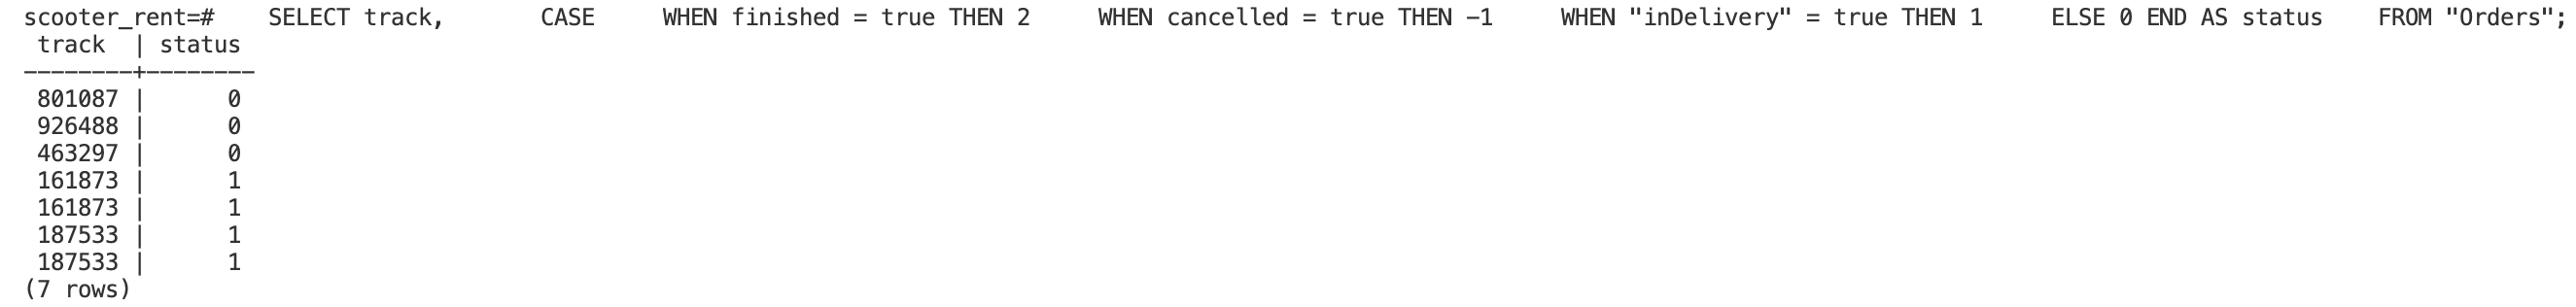 scooter_rent=#    SELECT track,       CASE     WHEN finished = true THEN 2     WHEN cancelled = true THEN -1     WHEN "inDelivery" = true THEN 1     ELSE 0 END AS status    FROM "Orders";
 track  | status
--------+--------
 801087 |      0
 926488 |      0
 463297 |      0
 161873 |      1
 161873 |      1
 187533 |      1
 187533 |      1
(7 rows)